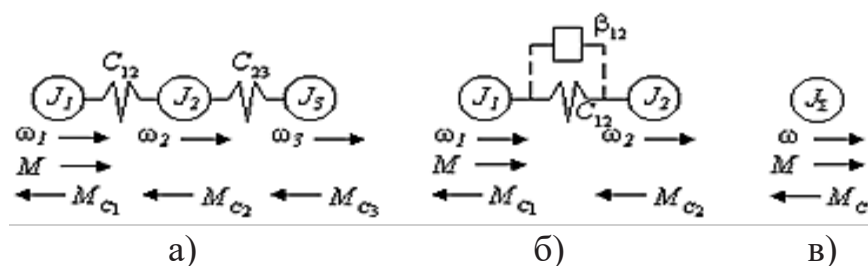 β12
C12 C23
J1 J2 J3 J1 C12 J2 JΣ
ω1 ω2 ω3 ω1 ω2 ω
M M M
Mc1 Mc2 Mc3 Mc1 Mc2 Mc
а) б) в)